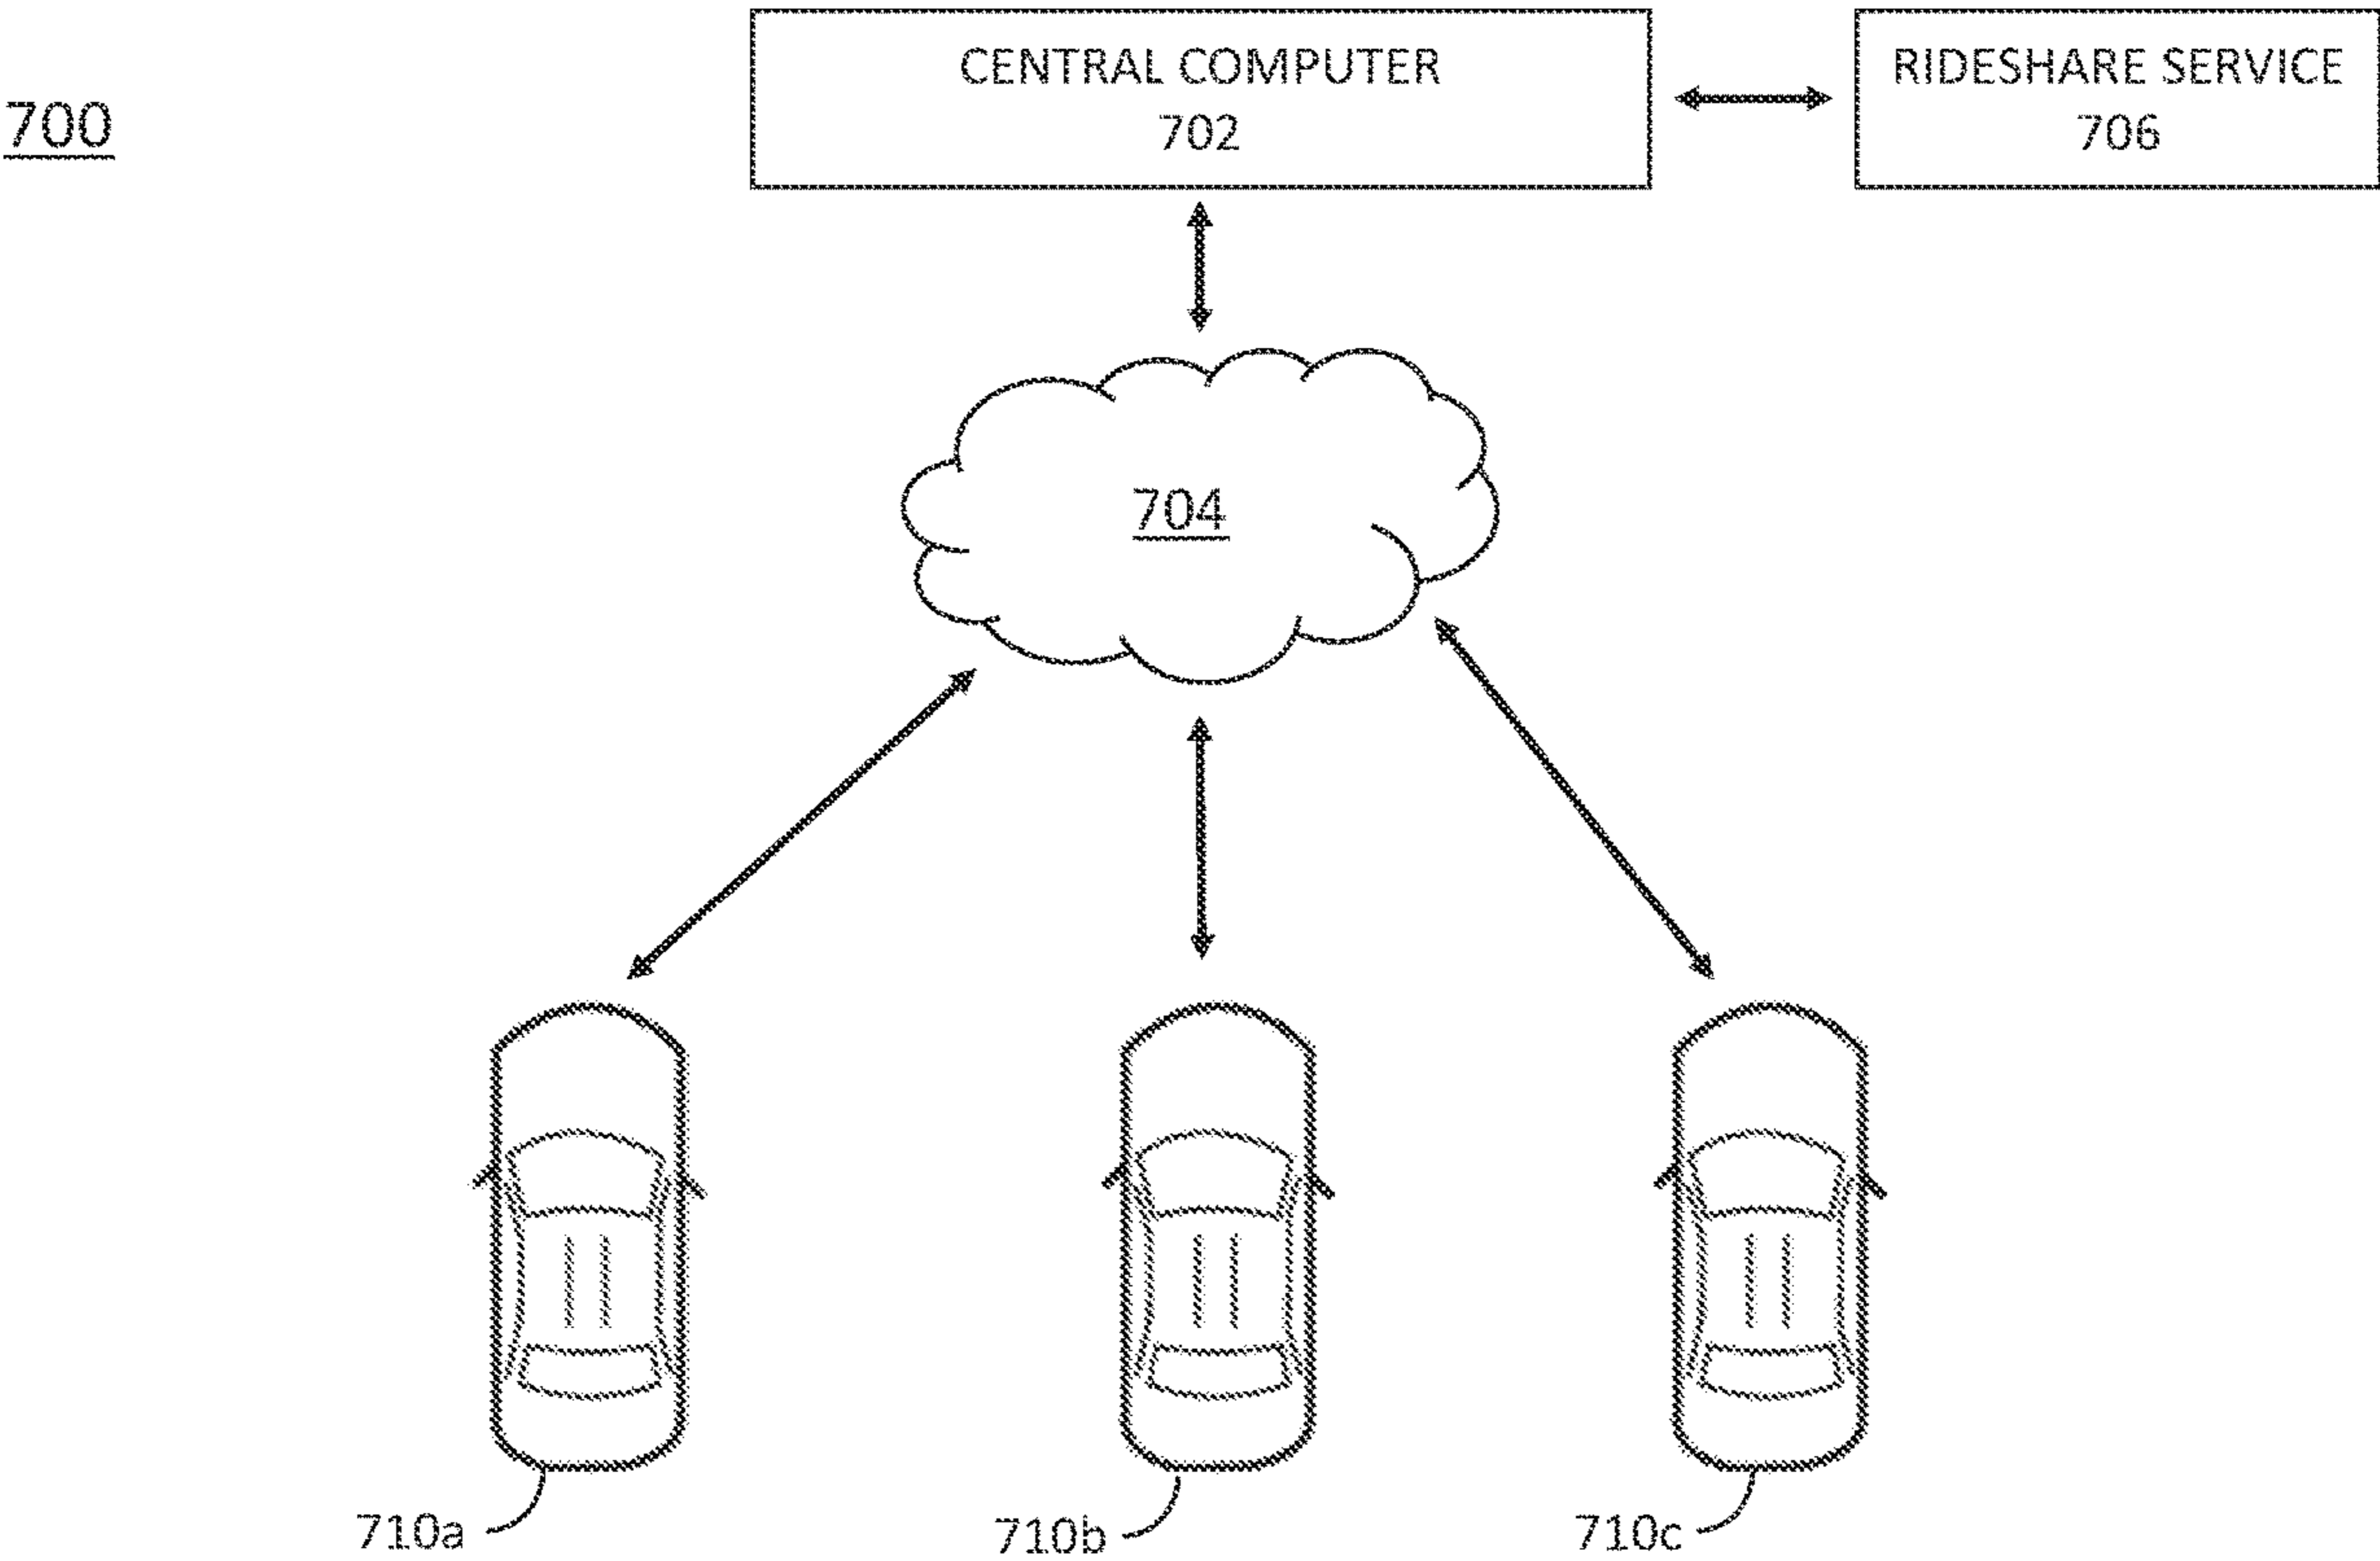 CENTRAL COMPUTER
702
RIDESHARE SERVICE
706
700
704
710a
710b
710c